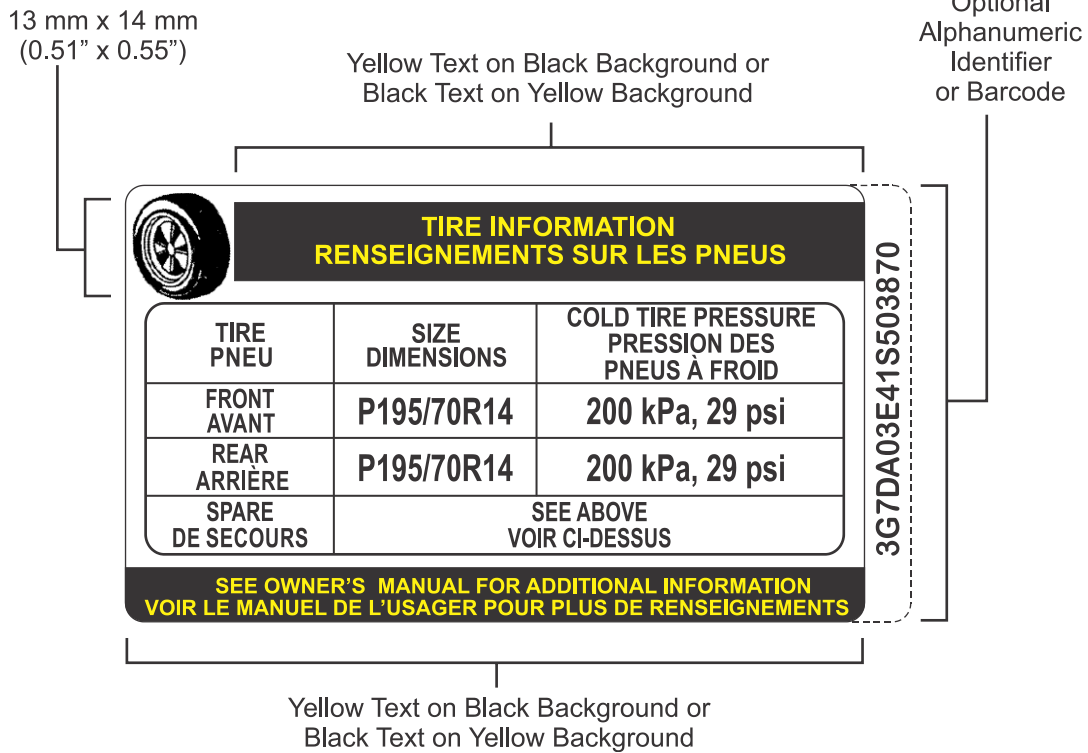 13 mm x 14 mm
(0.51” x 0.55”)
Yellow Text on Black Background or
Black Text on Yellow Background
Optional
Alphanumeric
Identifier
or Barcode
TIRE INFORMATION
RENSEIGNEMENTS SUR LES PNEUS
TIRE
PNEU
SIZE
DIMENSIONS
COLD TIRE PRESSURE
PRESSION DES
PNEUS À FROID
FRONT
AVANT
P195/70R14
200 kPa, 29 psi
REAR
ARRIÈRE
P195/70R14
200 kPa, 29 psi
SPARE
DE SECOURS
SEE ABOVE
VOIR CI-DESSUS
SEE OWNER’S MANUAL FOR ADDITIONAL INFORMATION
VOIR LE MANUEL DE L’USAGER POUR PLUS DE RENSEIGNEMENTS
3G7DA03E41S503870
Yellow Text on Black Background or
Black Text on Yellow Background